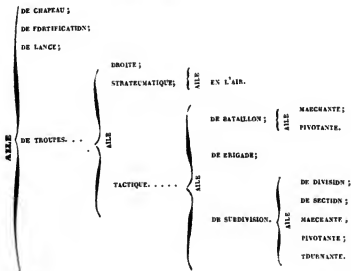 DE CHAPEAU ;
DE FORTIFICATION ;
DE LANCE ;
AILE
DE TROUPES. . . .
AILE
DROITE ;
STRATEUMATIQUE ;
AILE
EN L'AIR.
TACTIQUE. . . . .
AILE
DE BATAILLON ;
AILE
MARCHANTE ;
PIVOTANTE.
DE BRIGADE ;
DE SUBDIVISION.
AILE
DE DIVISION ;
DE SECTION ;
MARCHANTE ,
PIVOTANTE ;
TOURNANTE.